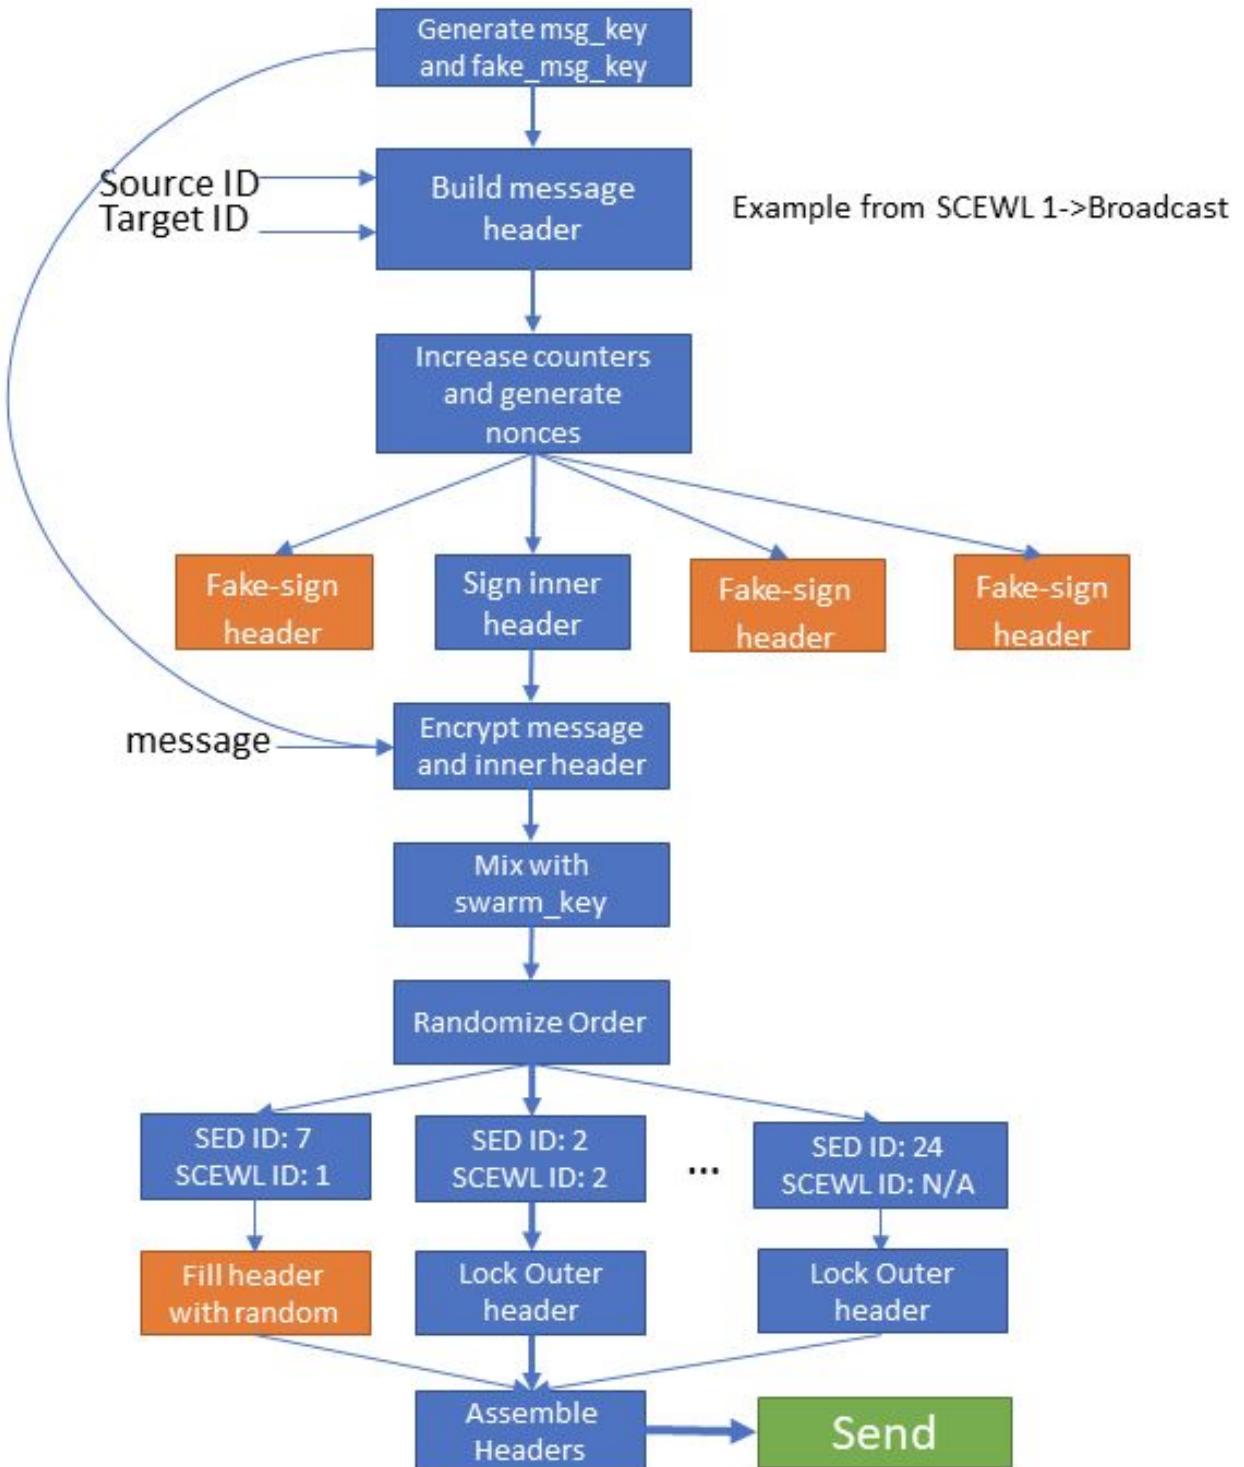 Generate msg_key
and fake_msg_key
Source ID
Target ID
Build message
header
Example from SCEWL 1->Broadcast
Increase counters
and generate
nonces
Fake-sign
header
Sign inner
header
Fake-sign
header
Fake-sign
header
message
Encrypt message
and inner header
Mix with
swarm_key
Randomize Order
SED ID: 7
SCEWL ID: 1
SED ID: 2
SCEWL ID: 2
...
SED ID: 24
SCEWL ID: N/A
Fill header
with random
Lock Outer
header
Lock Outer
header
Assemble
Headers
Send